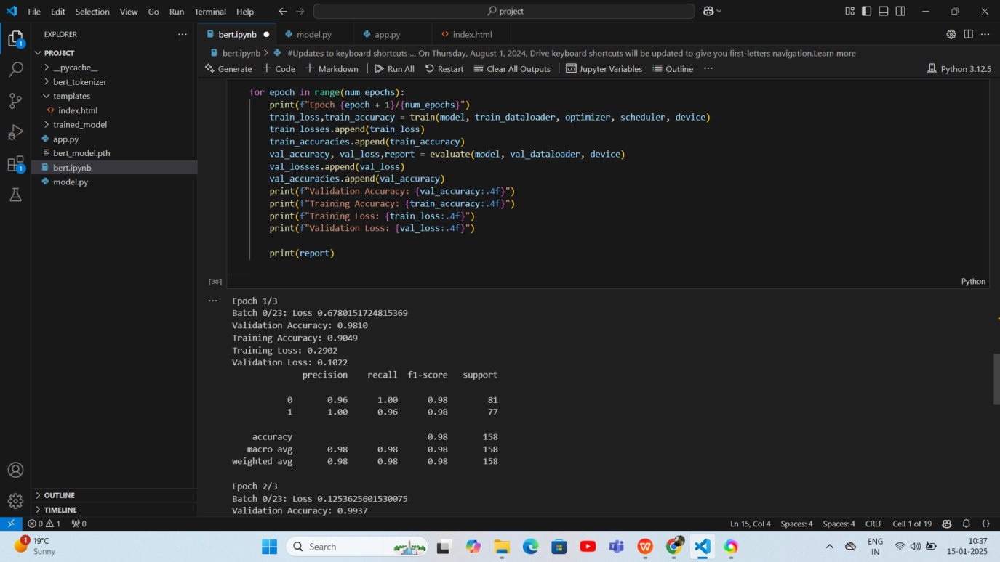 File Edit Selection View Go Run Terminal Help project
EXPLORER
PROJECT
__pycache__
bert_tokenizer
templates
index.html
trained_model
app.py
bert_model.pth
bert.ipynb
model.py
OUTLINE
TIMELINE
bert.ipynb model.py app.py index.html
bert.ipynb > #Updates to keyboard shortcuts ... On Thursday, August 1, 2024, Drive keyboard shortcuts will be updated to give you first-letters navigation.Learn more
Generate + Code + Markdown Run All Restart Clear All Outputs Jupyter Variables Outline ... Python 3.12.5
for epoch in range(num_epochs):
print(f"Epoch {epoch + 1}/{num_epochs}")
train_loss,train_accuracy = train(model, train_dataloader, optimizer, scheduler, device)
train_losses.append(train_loss)
train_accuracies.append(train_accuracy)
val_accuracy, val_loss,report = evaluate(model, val_dataloader, device)
val_losses.append(val_loss)
val_accuracies.append(val_accuracy)
print(f"Validation Accuracy: {val_accuracy:.4f}")
print(f"Training Accuracy: {train_accuracy:.4f}")
print(f"Training Loss: {train_loss:.4f}")
print(f"Validation Loss: {val_loss:.4f}")
print(report)
[38] Python
... Epoch 1/3
Batch 0/23: Loss 0.6780151724815369
Validation Accuracy: 0.9810
Training Accuracy: 0.9049
Training Loss: 0.2902
Validation Loss: 0.1022
precision recall f1-score support
0 0.96 1.00 0.98 81
1 1.00 0.96 0.98 77
accuracy 0.98 158
macro avg 0.98 0.98 0.98 158
weighted avg 0.98 0.98 0.98 158
Epoch 2/3
Batch 0/23: Loss 0.1253625601530075
Validation Accuracy: 0.9937
0 1 0 Ln 15, Col 4 Spaces: 4 Spaces: 4 CRLF Cell 1 of 19 {}
1 19°C
Sunny
Search
ENG
IN
10:37
15-01-2025